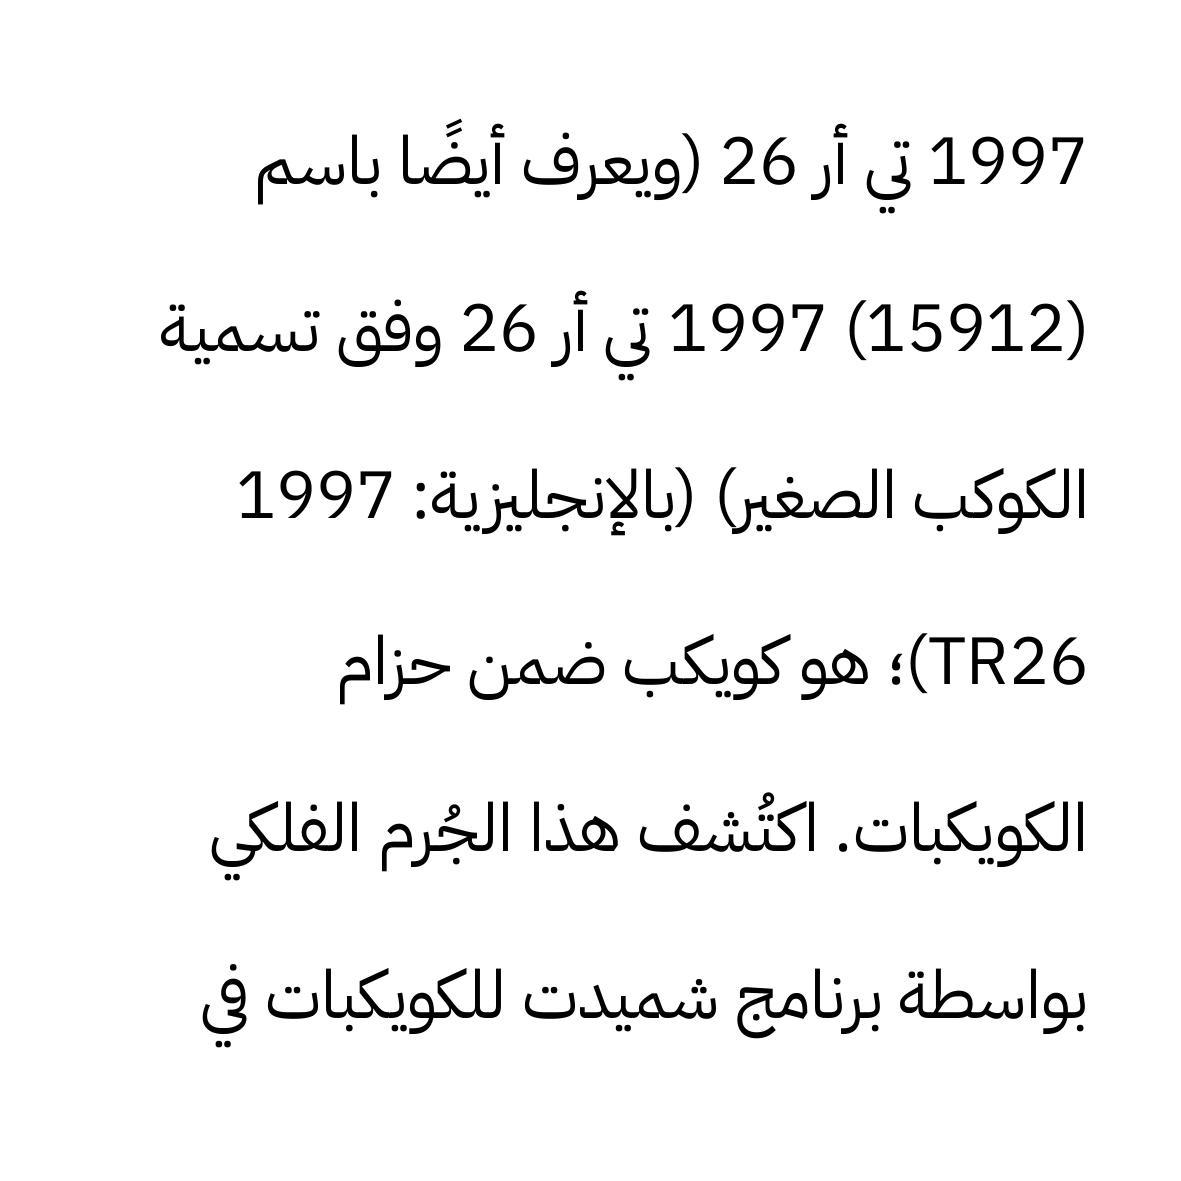 1997 تي أر 26 (ويعرف أيضًا باسم
(15912) 1997 تي أر 26 وفق تسمية
الكوكب الصغير) (بالإنجليزية: 1997
TR26)؛ هو كويكب ضمن حزام
الكويكبات. اكتُشف هذا الجُرم الفلكي
بواسطة برنامج شميدت للكويكبات في